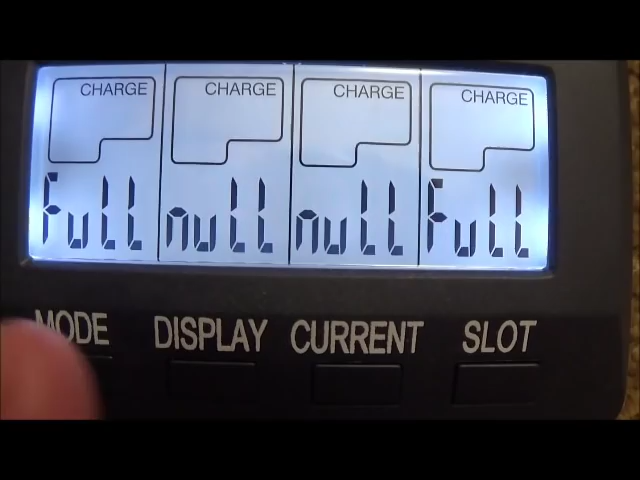 CHARGE CHARGE CHARGE CHARGE
Full null null Full
MODE DISPLAY CURRENT SLOT